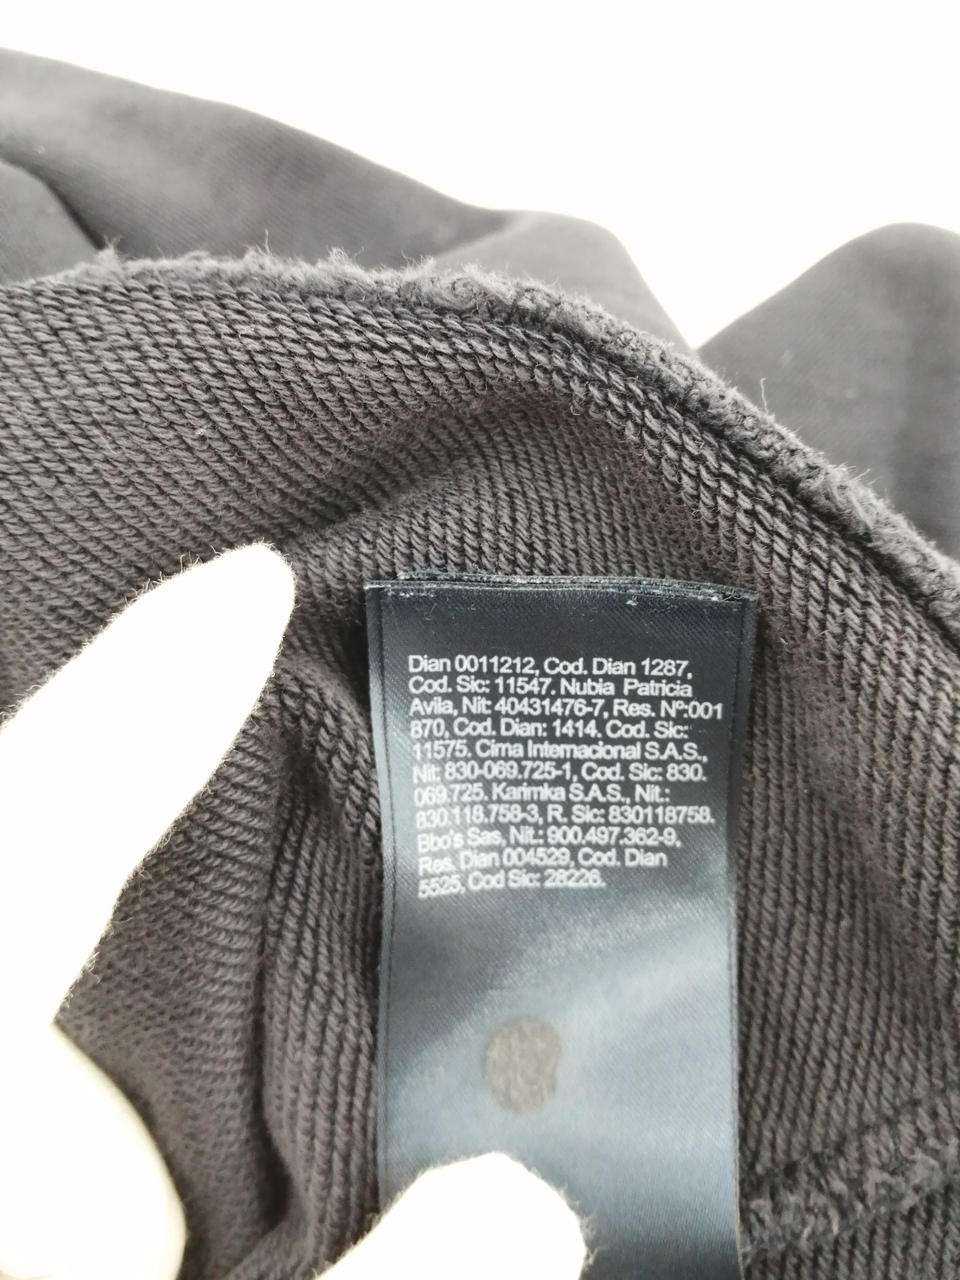 Dian 0011212, Cod. Dian 1287,
Cod. Sic: 11547. Nubia Patricia
Avila, Nit: 40431476-7, Res. Nº:001
870, Cod. Dian: 1414. Cod. Sic:
11575. Cima Internacional S.A.S.,
Nit: 830-069.725-1, Cod. Sic: 830.
069.725. Karimka S.A.S., Nit.:
830.118.758-3, R. Sic: 830118758.
Bbo's Sas, Nit.: 900.497.362-9,
Res. Dian 004529, Cod. Dian
5525, Cod Sic: 28226.